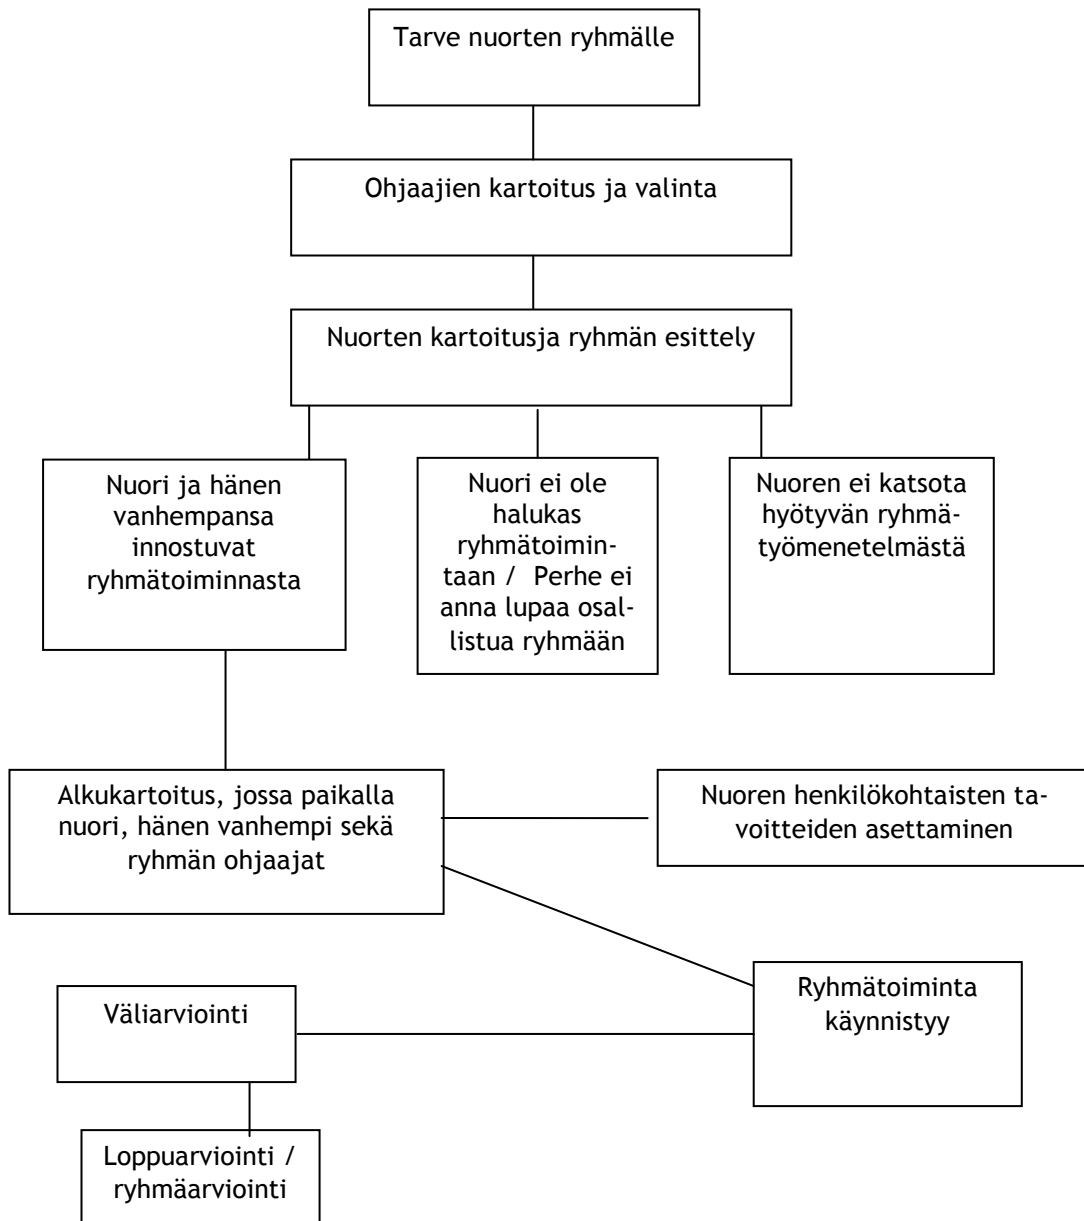 Tarve nuorten ryhmälle
Ohjaajien kartoitus ja valinta
Nuorten kartoitusja ryhmän esittely
Nuori ja hänen
vanhempansa
innostuvat
ryhmätoiminnasta
Nuori ei ole
halukas
ryhmätoimin-
taan / Perhe ei
anna lupaa osal-
listua ryhmään
Nuoren ei katsota
hyötyvän ryhmä-
työmenetelmästä
Alkukartoitus, jossa paikalla
nuori, hänen vanhempi sekä
ryhmän ohjaajat
Nuoren henkilökohtaisten ta-
voitteiden asettaminen
Ryhmätoiminta
käynnistyy
Väliarviointi
Loppuarviointi /
ryhmäarviointi